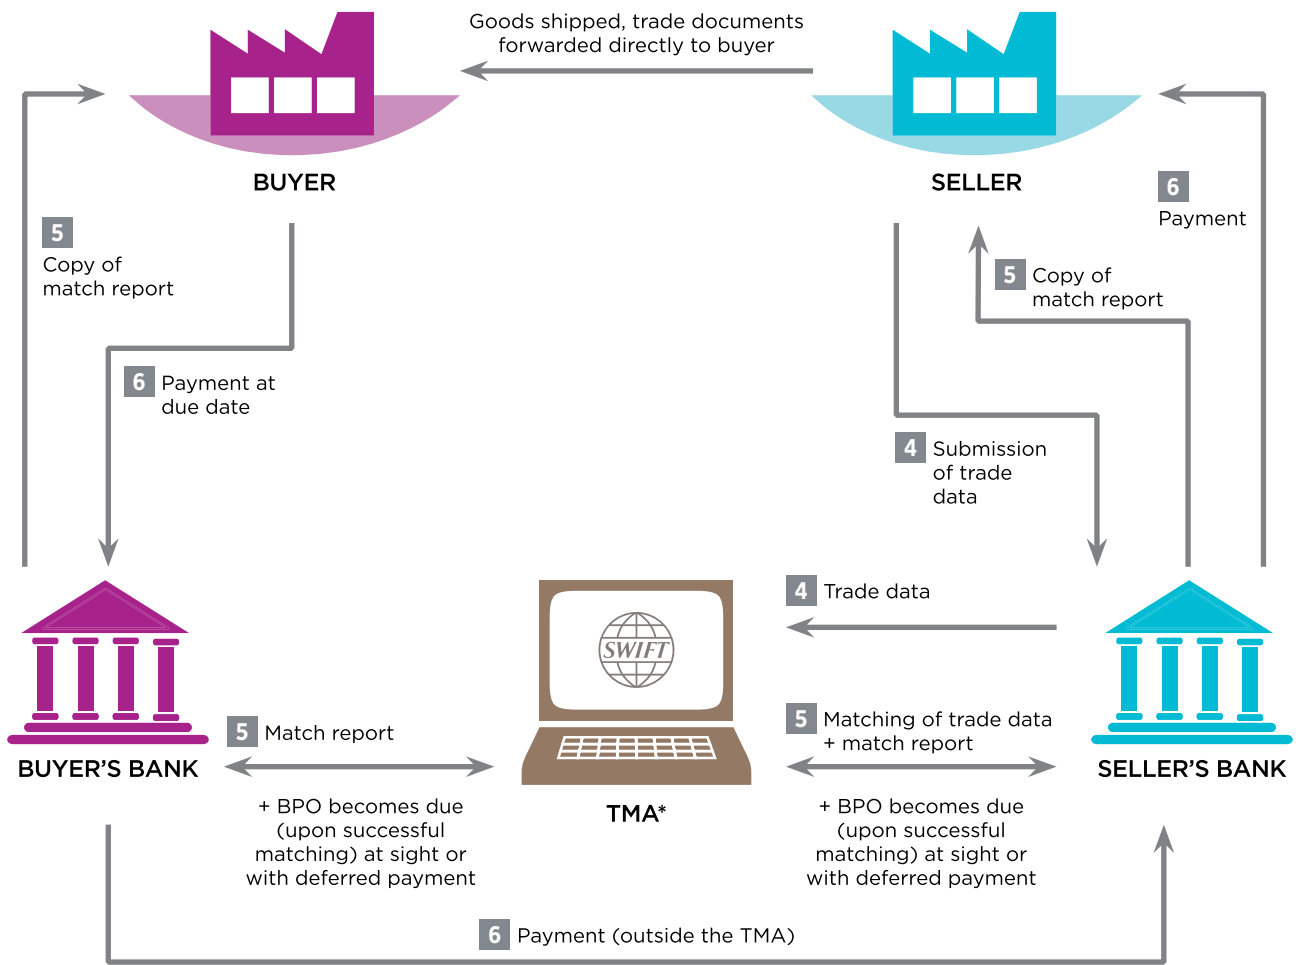 Goods shipped, trade documents
forwarded directly to buyer
BUYER
SELLER
6
Payment
5
Copy of
match report
5
Copy of
match report
6
Payment at
due date
4
Submission
of trade
data
4 Trade data
SWIFT
5 Match report
5
Matching of trade data
+ match report
BUYER'S BANK
SELLER'S BANK
TMA*
+ BPO becomes due
(upon successful
matching) at sight or
with deferred payment
+ BPO becomes due
(upon successful
matching) at sight or
with deferred payment
6 Payment (outside the TMA)